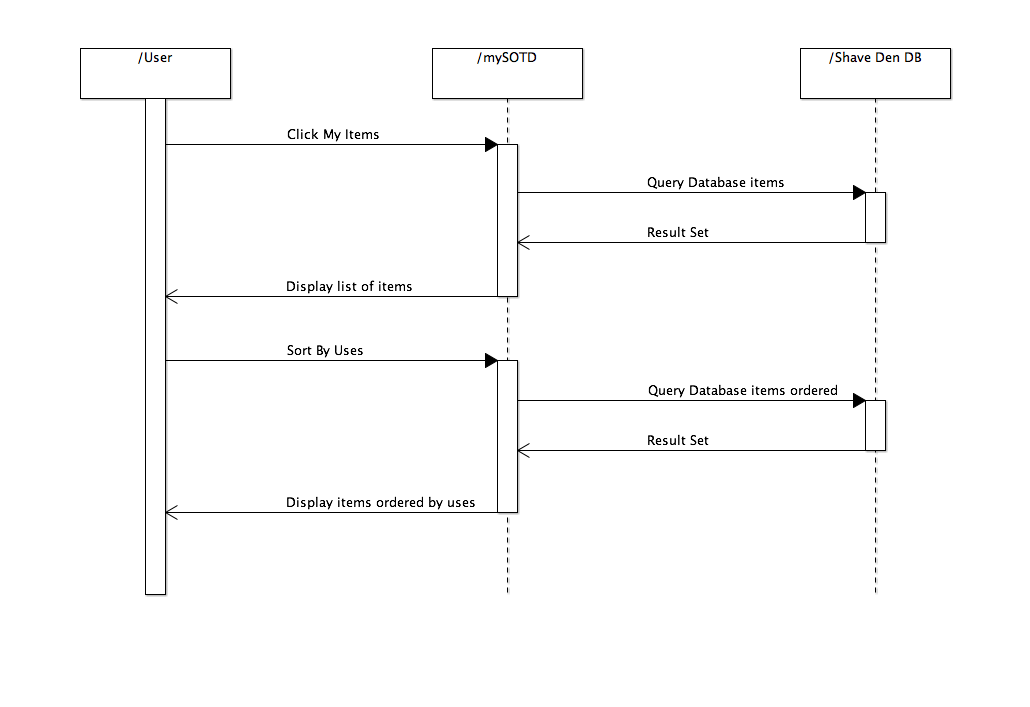 /User
/mySOTD
/Shave Den DB
Click My Items
Query Database items
Result Set
Display list of items
Sort By Uses
Query Database items ordered
Result Set
Display items ordered by uses